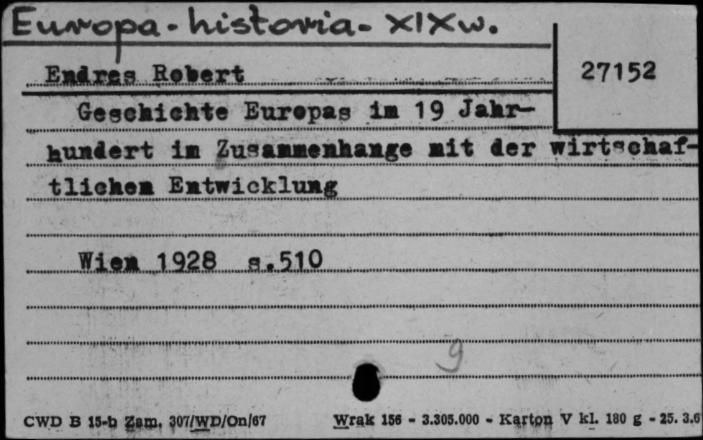 Europa - historia - XIX w.
Endres Robert
27152
Geschichte Europas im 19 Jahr-
hundert im Zusammenhange mit der wirtschaf-
tlichen Entwicklung
Wien 1928 s.510
9
CWD B 15-b Zam. 307/WD/On/67 Wrak 156 - 3.305.000 - Karton V kl. 180 g - 25. 3.6